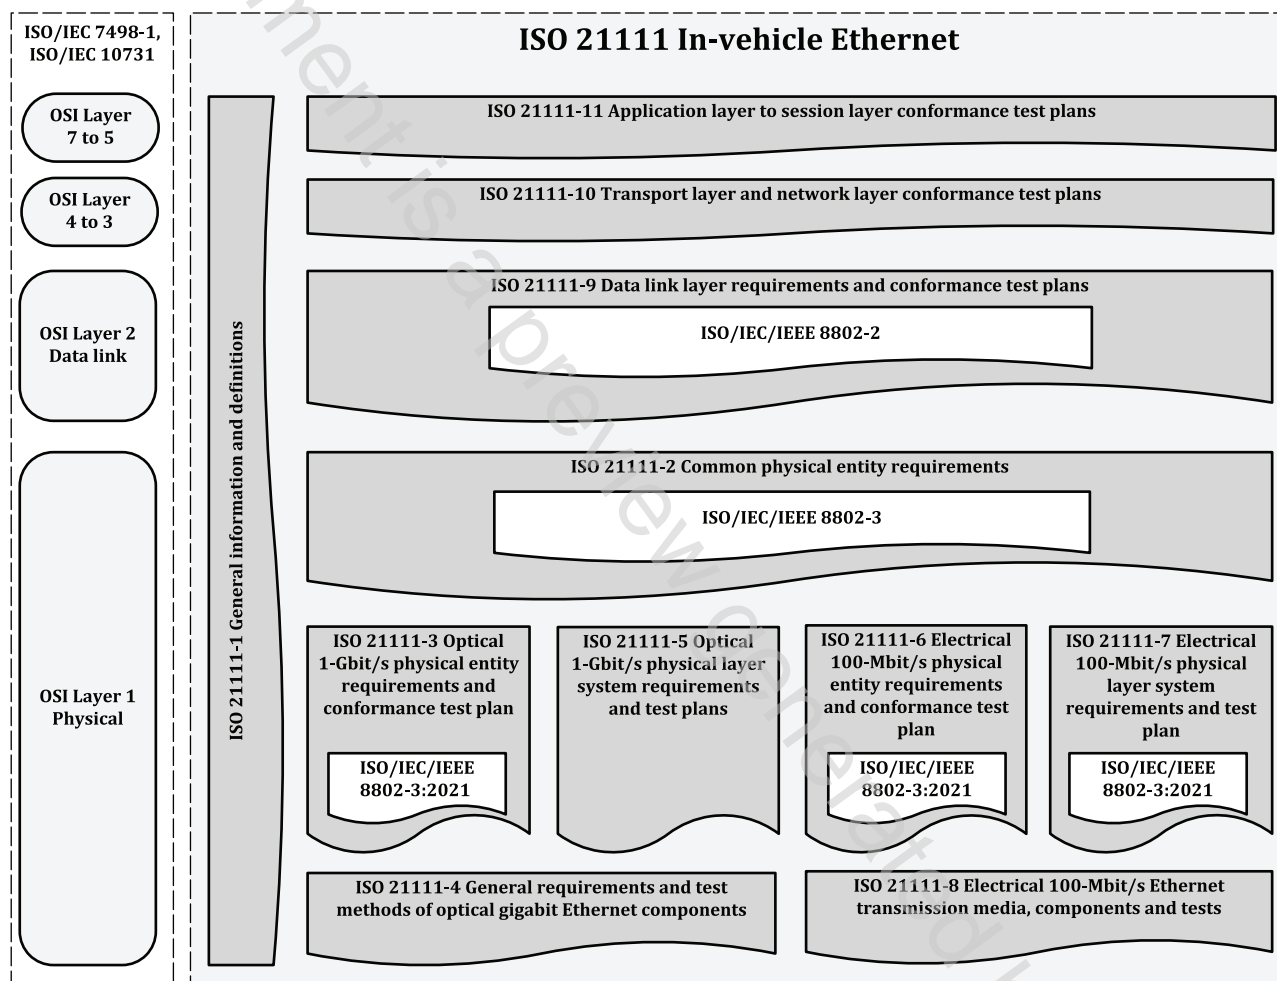 ISO/IEC 7498-1,
ISO/IEC 10731
OSI Layer
7 to 5
OSI Layer
4 to 3
OSI Layer 2
Data link
OSI Layer 1
Physical
ISO 21111 In-vehicle Ethernet
ISO 21111-1 General information and definitions
ISO 21111-11 Application layer to session layer conformance test plans
ISO 21111-10 Transport layer and network layer conformance test plans
ISO 21111-9 Data link layer requirements and conformance test plans
ISO/IEC/IEEE 8802-2
ISO 21111-2 Common physical entity requirements
ISO/IEC/IEEE 8802-3
ISO 21111-3 Optical
1-Gbit/s physical entity
requirements and
conformance test plan
ISO/IEC/IEEE
8802-3:2021
ISO 21111-5 Optical
1-Gbit/s physical layer
system requirements
and test plans
ISO 21111-6 Electrical
100-Mbit/s physical
entity requirements
and conformance test
plan
ISO/IEC/IEEE
8802-3:2021
ISO 21111-7 Electrical
100-Mbit/s physical
layer system
requirements and test
plan
ISO/IEC/IEEE
8802-3:2021
ISO 21111-4 General requirements and test
methods of optical gigabit Ethernet components
ISO 21111-8 Electrical 100-Mbit/s Ethernet
transmission media, components and tests
is a preview generated